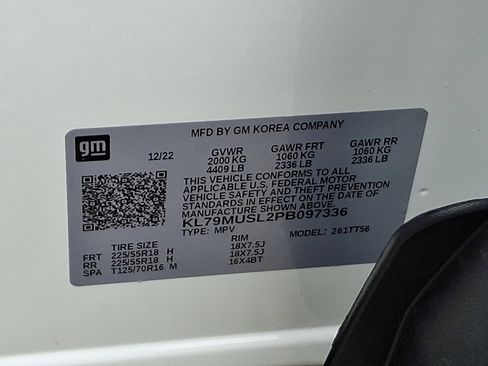 gm
MFD BY GM KOREA COMPANY
12/22 GVWR GAWR FRT GAWR RR
2000 KG 1060 KG 1060 KG
4409 LB 2336 LB 2336 LB
THIS VEHICLE CONFORMS TO ALL
APPLICABLE U.S. FEDERAL MOTOR
VEHICLE SAFETY AND THEFT PREVENTION
STANDARDS IN EFFECT ON THE DATE OF
MANUFACTURE SHOWN ABOVE.
KL79MUSL2PB097336
TYPE: MPV MODEL: 261TT56
TIRE SIZE RIM
FRT 225/55R18 H 18X7.5J
RR 225/55R18 H 18X7.5J
SPA T125/70R16 M 16X4BT